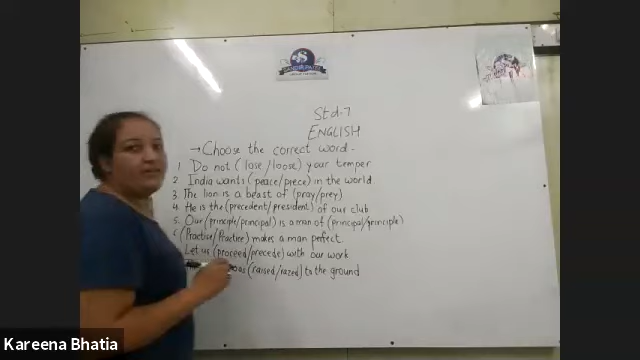 Std-7
ENGLISH
→Choose the correct word-
1 Do not (lose/loose) your temper
2 India wants (peace/piece) in the world
3 The lion is a beast of (pray/prey)
4 He is the (precedent/president) of our club
5. Our (principle/principal) is a man of (principal/principle)
6 (Practice/Practise) makes a man perfect.
Let us (proceed/precede) with our work
was (raised/razed) to the ground
Kareena Bhatia